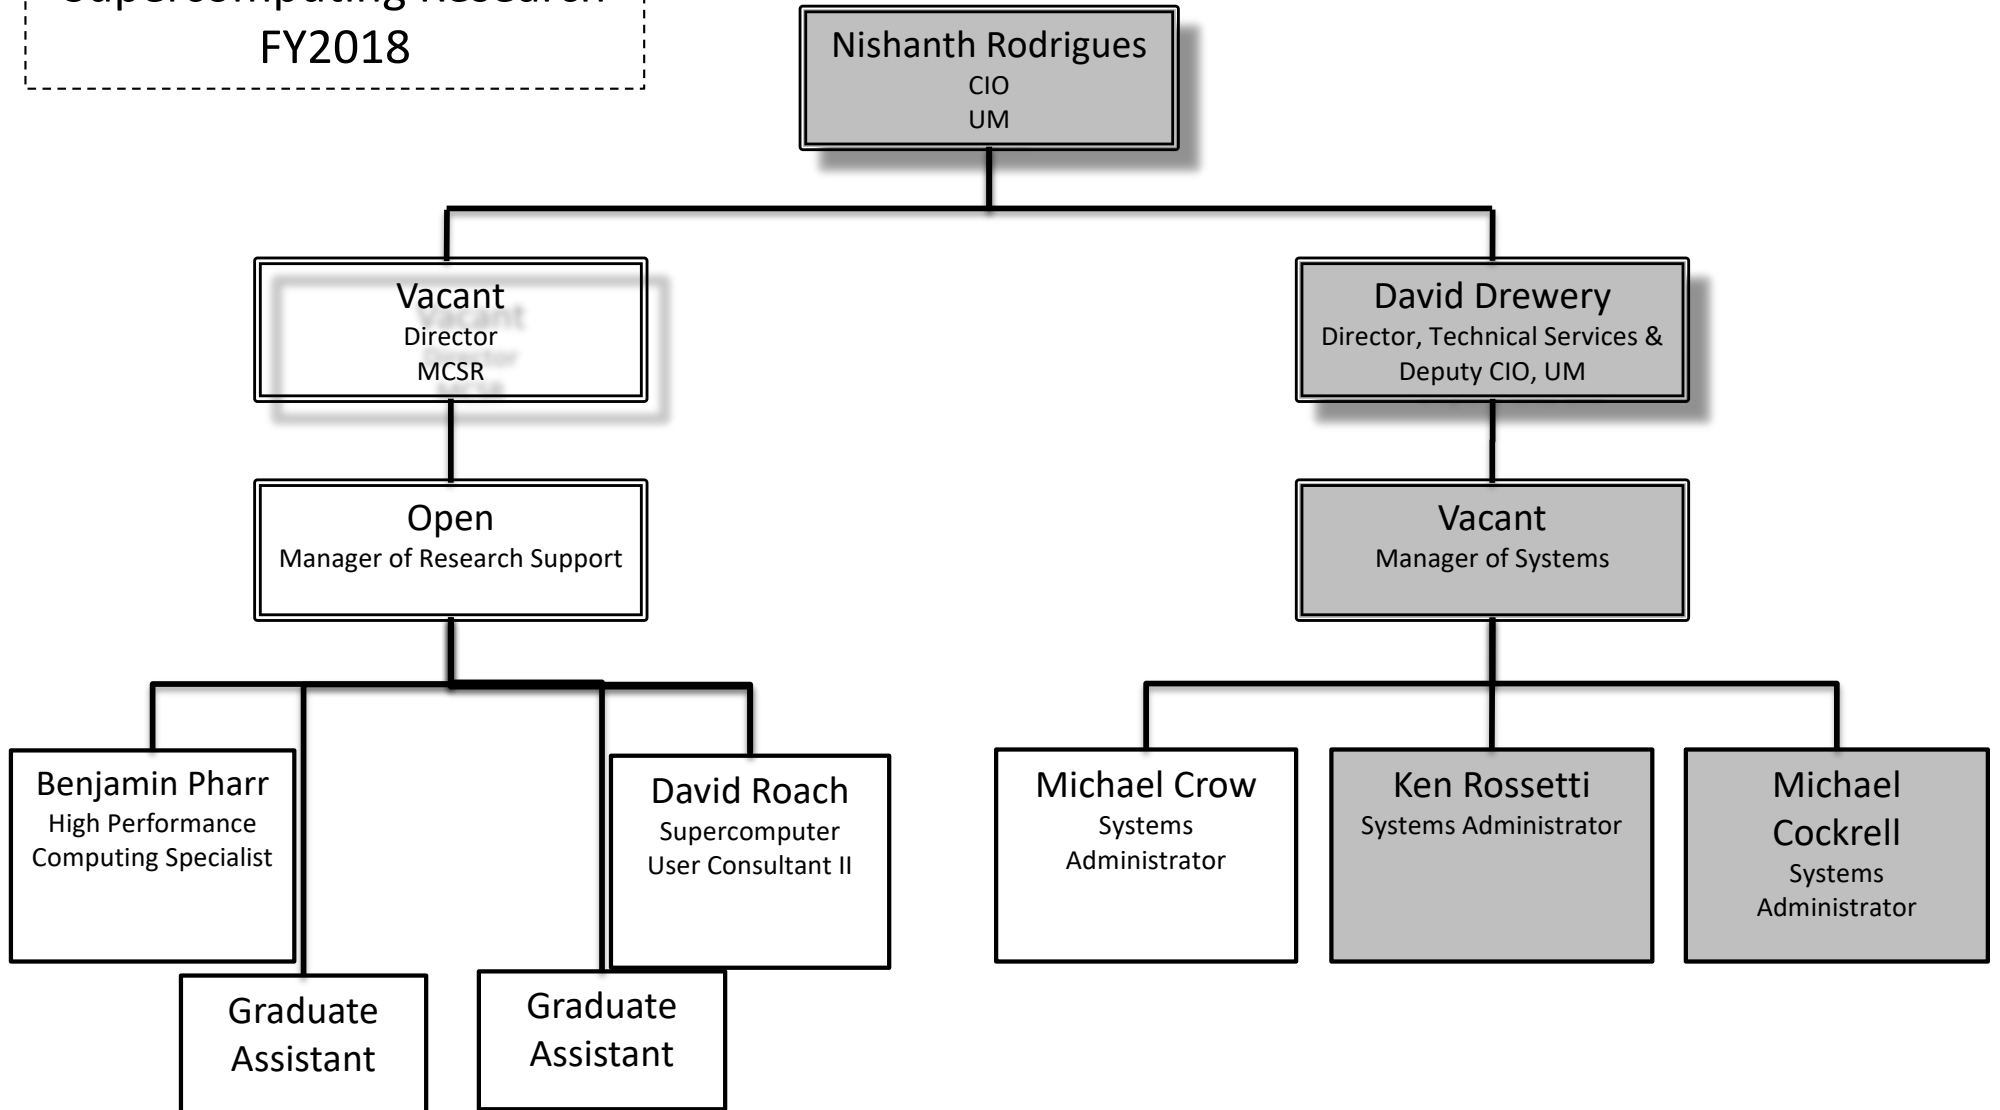 Supercomputing Research
FY2018
Nishanth Rodrigues
CIO
UM
Vacant
Director
MCSR
David Drewery
Director, Technical Services &
Deputy CIO, UM
Open
Manager of Research Support
Vacant
Manager of Systems
Benjamin Pharr
High Performance
Computing Specialist
David Roach
Supercomputer
User Consultant II
Michael Crow
Systems
Administrator
Ken Rossetti
Systems Administrator
Michael
Cockrell
Systems
Administrator
Graduate
Assistant
Graduate
Assistant